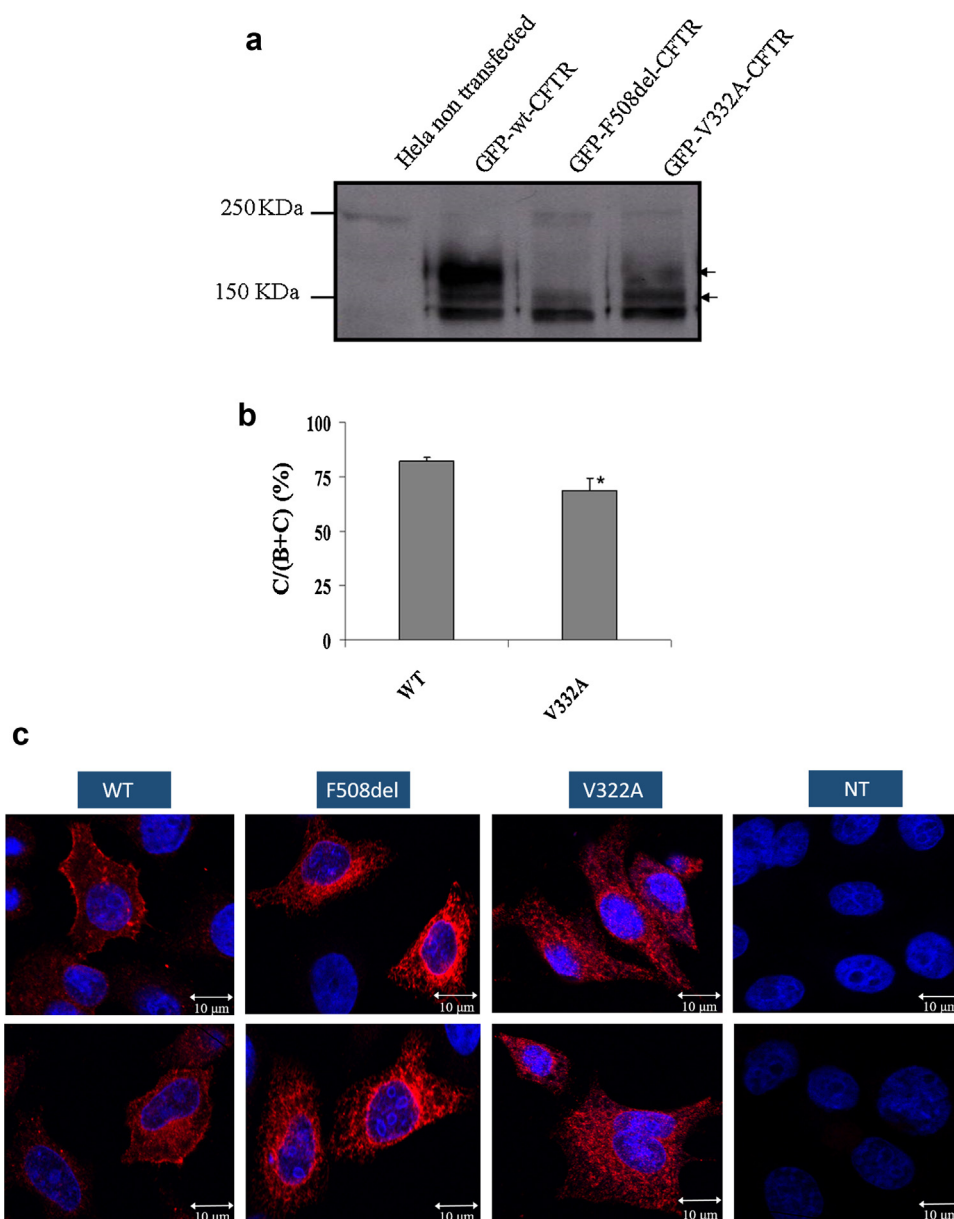 a
Hela non transfected
GFP-wt-CFTR
GFP-F508del-CFTR
GFP-V332A-CFTR
250 KDa
150 KDa
b
C/(B+C) (%)
100
75
50
25
0
WT
V332A
c
WT
F508del
V322A
NT
10 μm
10 μm
10 μm
10 μm
10 μm
10 μm
10 μm
10 μm